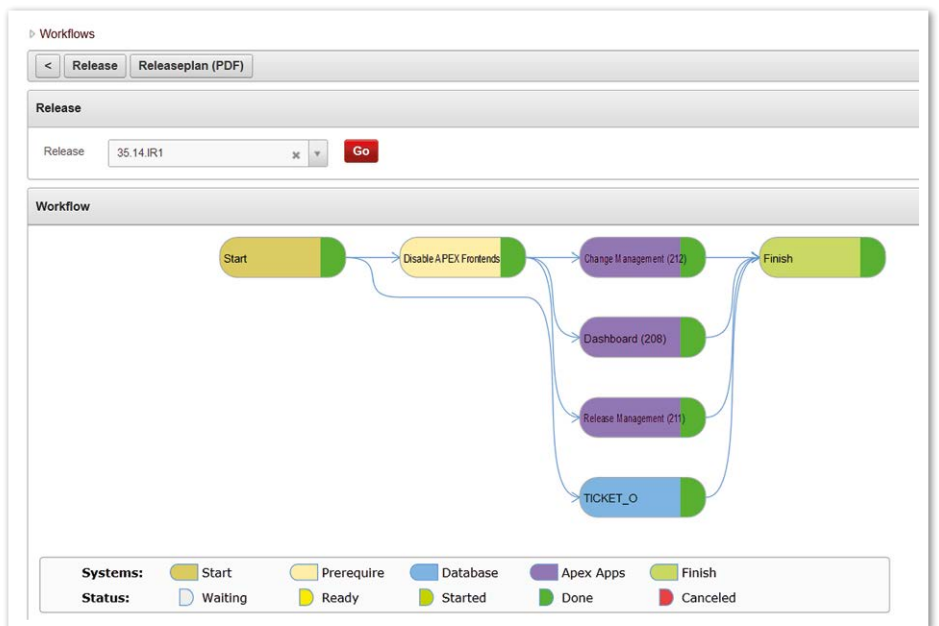 Workflows
< Release Releaseplan (PDF)
Release
Release 35.14.IR1 Go
Workflow
Start Disable APEX Frontends Change Management (212) Finish
Dashboard (208)
Release Management (211)
TICKET_O
Systems: Start Prerequire Database Apex Apps Finish
Status: Waiting Ready Started Done Canceled